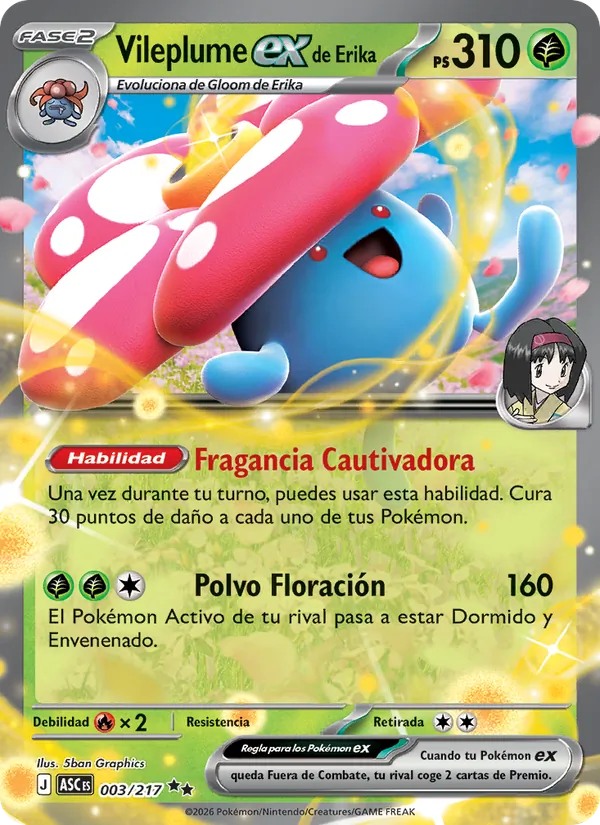 FASE 2
Vileplume ex de Erika
PS 310
Evoluciona de Gloom de Erika
Habilidad Fragancia Cautivadora
Una vez durante tu turno, puedes usar esta habilidad. Cura
30 puntos de daño a cada uno de tus Pokémon.
Polvo Floración 160
El Pokémon Activo de tu rival pasa a estar Dormido y
Envenenado.
Debilidad ×2 Resistencia Retirada
Ilus. 5ban Graphics
Regla para los Pokémon ex Cuando tu Pokémon ex
queda Fuera de Combate, tu rival coge 2 cartas de Premio.
J ASC ES 003/217 ★★
©2026 Pokémon/Nintendo/Creatures/GAME FREAK